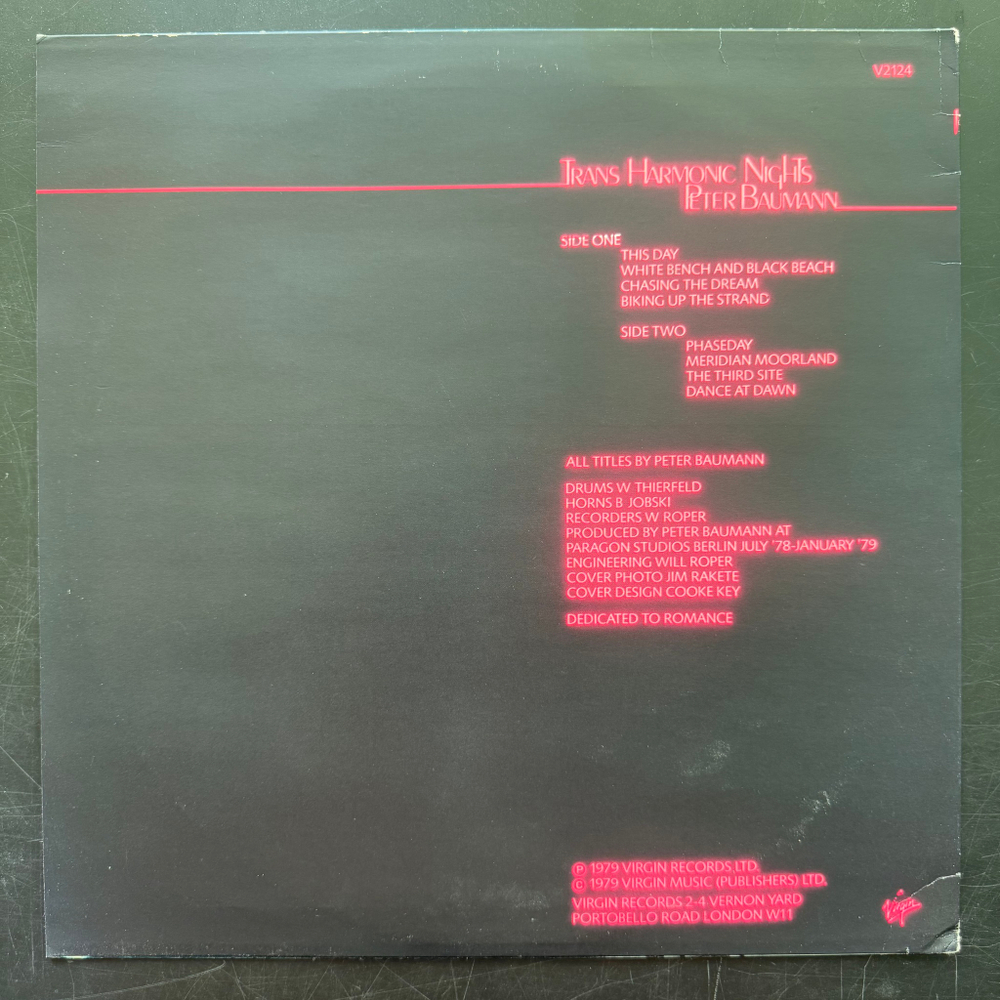 V2124
TRANS HARMONIC NIGHTS
PETER BAUMANN
SIDE ONE
THIS DAY
WHITE BENCH AND BLACK BEACH
CHASING THE DREAM
BIKING UP THE STRAND
SIDE TWO
PHASEDAY
MERIDIAN MOORLAND
THE THIRD SITE
DANCE AT DAWN
ALL TITLES BY PETER BAUMANN
DRUMS W THIERFELD
HORNS B JOBSKI
RECORDERS W ROPER
PRODUCED BY PETER BAUMANN AT
PARAGON STUDIOS BERLIN JULY '78-JANUARY '79
ENGINEERING WILL ROPER
COVER PHOTO JIM RAKETE
COVER DESIGN COOKE KEY
DEDICATED TO ROMANCE
℗ 1979 VIRGIN RECORDS LTD.
© 1979 VIRGIN MUSIC (PUBLISHERS) LTD.
VIRGIN RECORDS 2-4 VERNON YARD
PORTOBELLO ROAD LONDON W11
Virgin